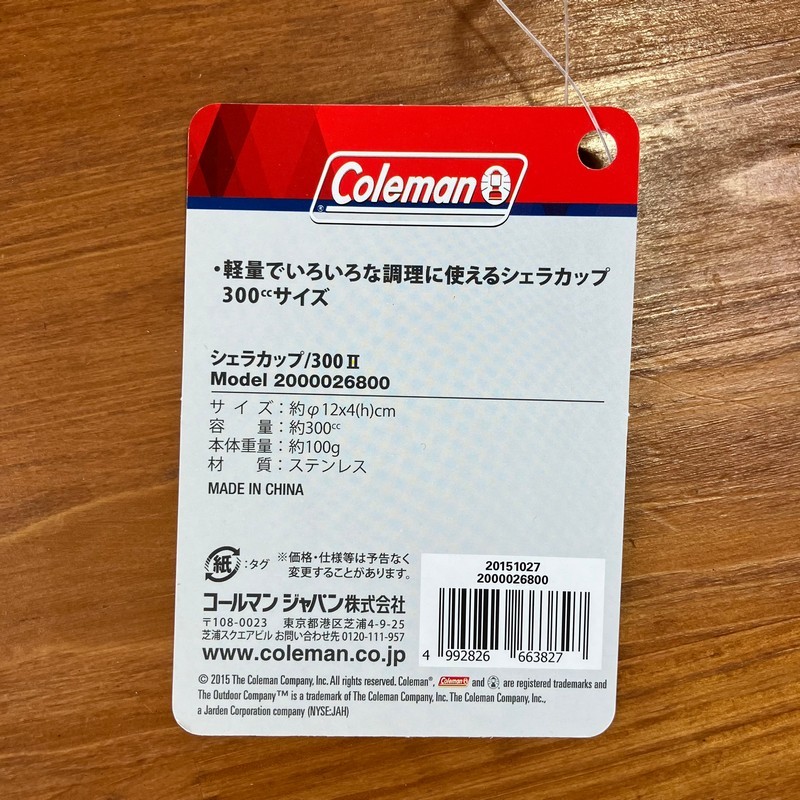 Coleman
・軽量でいろいろな調理に使えるシェラカップ
300ccサイズ
シェラカップ/300Ⅱ
Model 2000026800
サイズ：約φ12x4(h)cm
容量：約300cc
本体重量：約100g
材質：ステンレス
MADE IN CHINA
紙：タグ
※価格・仕様等は予告なく
変更することがあります。
コールマン ジャパン株式会社
〒108-0023 東京都港区芝浦4-9-25
芝浦スクエアビル お問い合わせ先 0120-111-957
www.coleman.co.jp
20151027
2000026800
4 992826 663827
© 2015 The Coleman Company, Inc. All rights reserved. Coleman®, Coleman and are registered trademarks and
The Outdoor Company™ is a trademark of The Coleman Company, Inc. The Coleman Company, Inc.,
a Jarden Corporation company (NYSE:JAH)